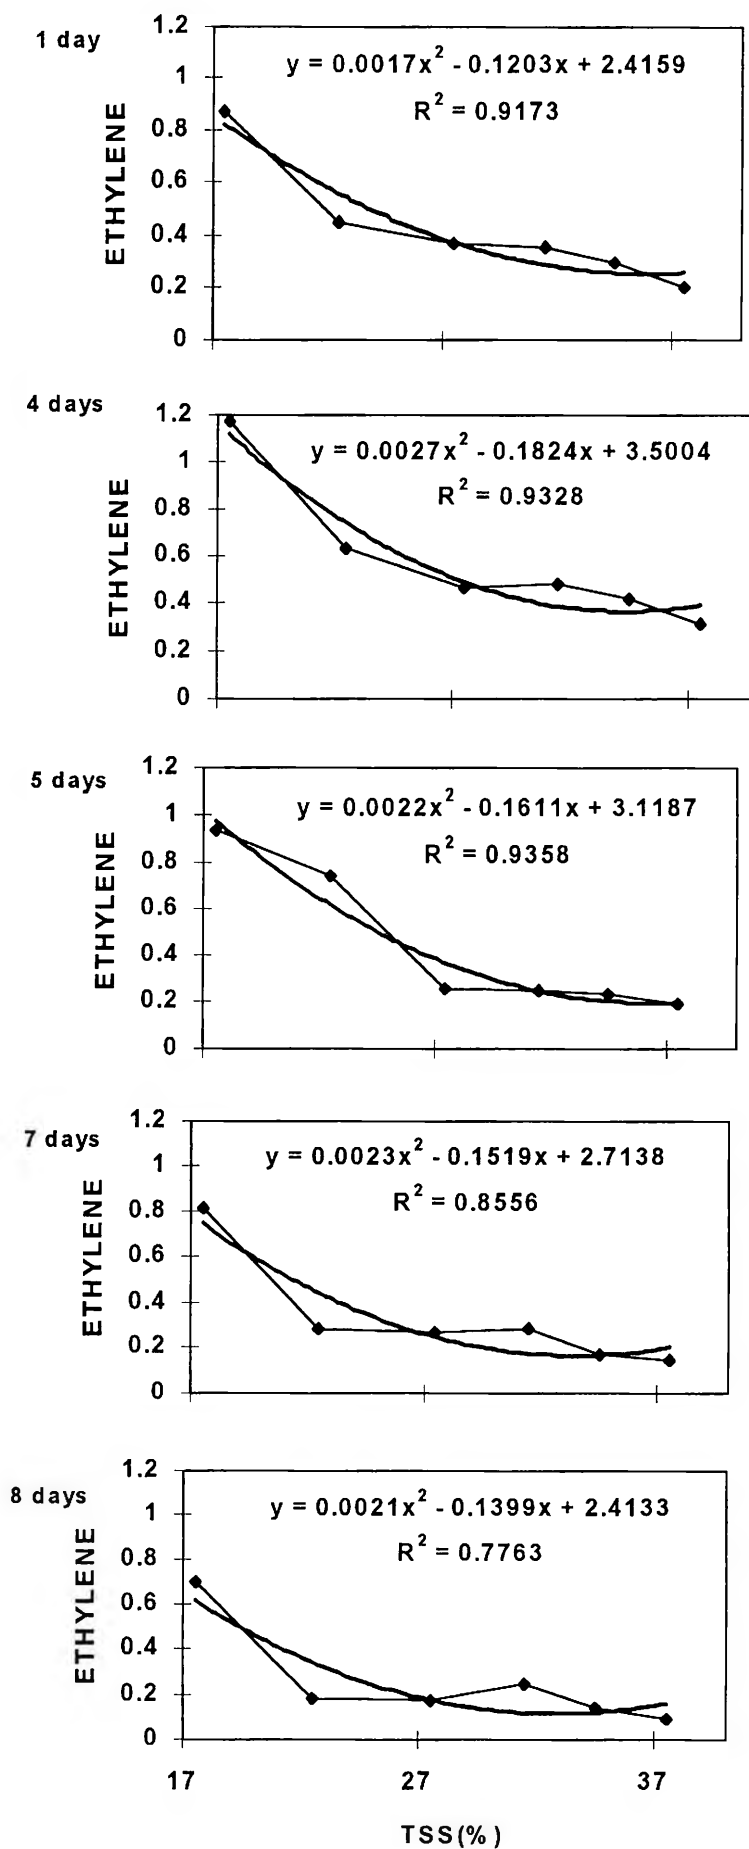 1 day
1.2
y = 0.0017x² - 0.1203x + 2.4159
R² = 0.9173
1
0.8
0.6
0.4
0.2
0
ETHYLENE
4 days
1.2
y = 0.0027x² - 0.1824x + 3.5004
R² = 0.9328
1
0.8
0.6
0.4
0.2
0
ETHYLENE
5 days
1.2
y = 0.0022x² - 0.1611x + 3.1187
R² = 0.9358
1
0.8
0.6
0.4
0.2
0
ETHYLENE
7 days
1.2
y = 0.0023x² - 0.1519x + 2.7138
R² = 0.8556
1
0.8
0.6
0.4
0.2
0
ETHYLENE
8 days
1.2
y = 0.0021x² - 0.1399x + 2.4133
R² = 0.7763
1
0.8
0.6
0.4
0.2
0
ETHYLENE
17 27 37
TSS(%)